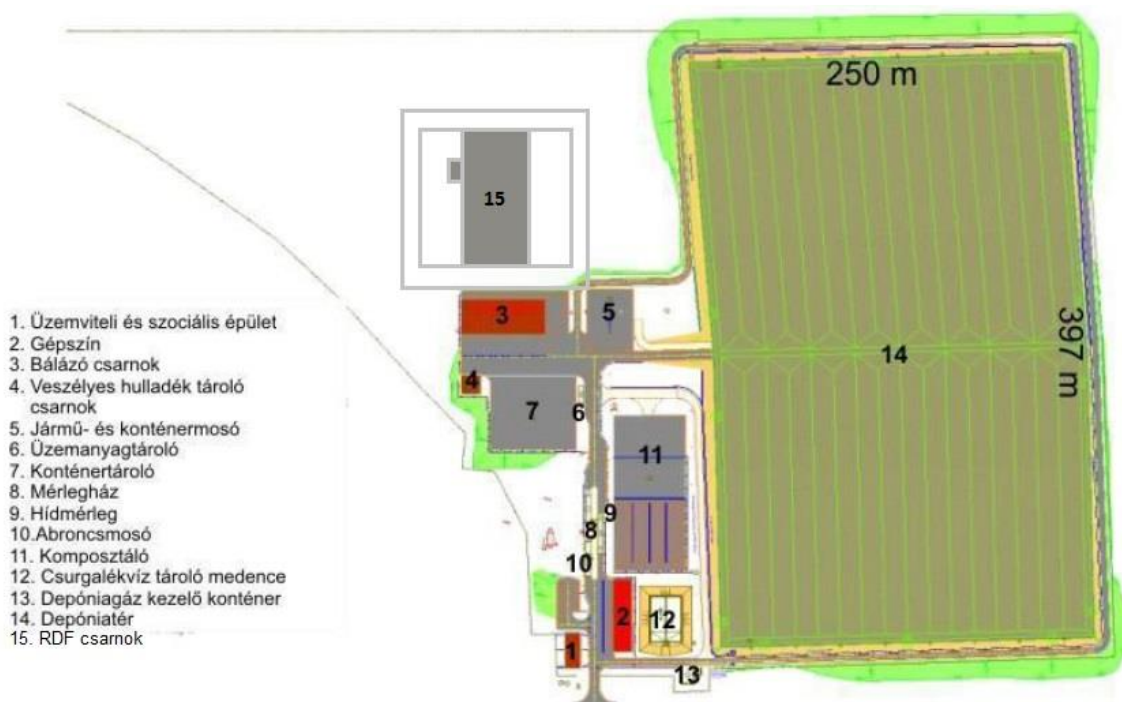 250 m
15
3
5
397 m
14
4
7
6
11
9
8
10
2
12
1
13
1. Üzemviteli és szociális épület
2. Gépszín
3. Bálázó csarnok
4. Veszélyes hulladék tároló
csarnok
5. Jármű- és konténermosó
6. Üzemanyagtároló
7. Konténertároló
8. Mérlegház
9. Hídmérleg
10.Abroncsmosó
11. Komposztáló
12. Csurgalékvíz tároló medence
13. Depóniagáz kezelő konténer
14. Depóniatér
15. RDF csarnok